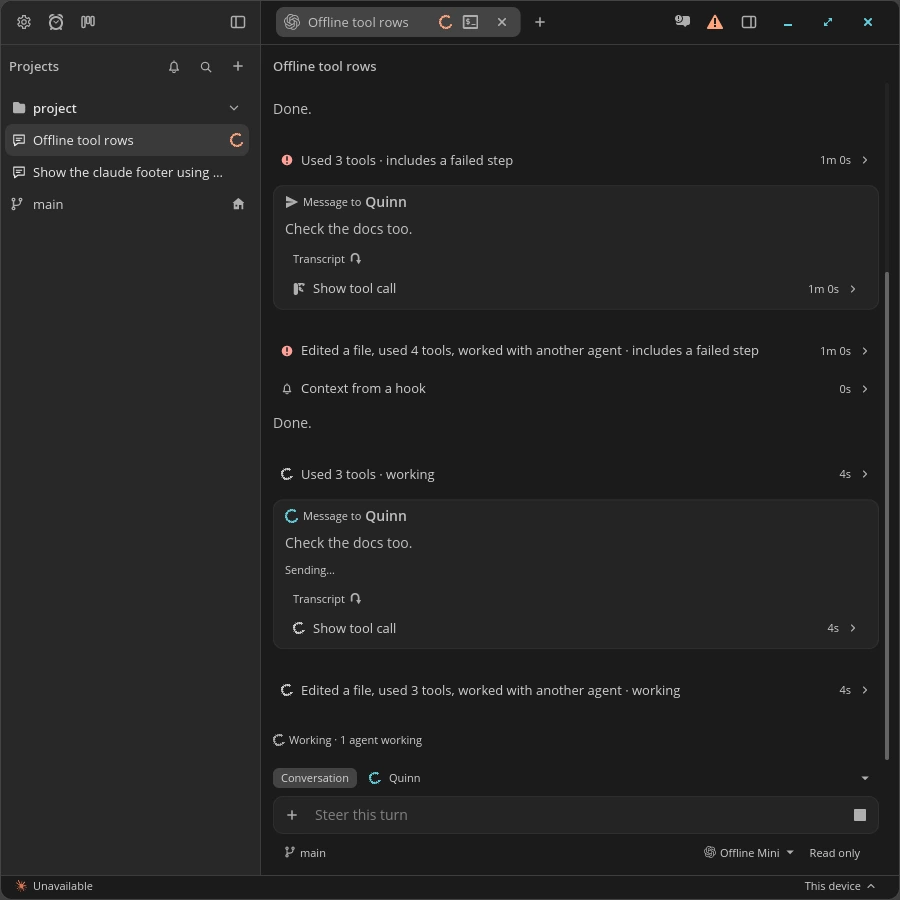 Offline tool rows
Projects
Offline tool rows
project
Offline tool rows
Show the claude footer using ...
main
Done.
Used 3 tools · includes a failed step
1m 0s
Message to Quinn
Check the docs too.
Transcript
Show tool call
1m 0s
Edited a file, used 4 tools, worked with another agent · includes a failed step
1m 0s
Context from a hook
0s
Done.
Used 3 tools · working
4s
Message to Quinn
Check the docs too.
Sending...
Transcript
Show tool call
4s
Edited a file, used 3 tools, worked with another agent · working
4s
Working · 1 agent working
Conversation
Quinn
Steer this turn
main
Offline Mini
Read only
Unavailable
This device